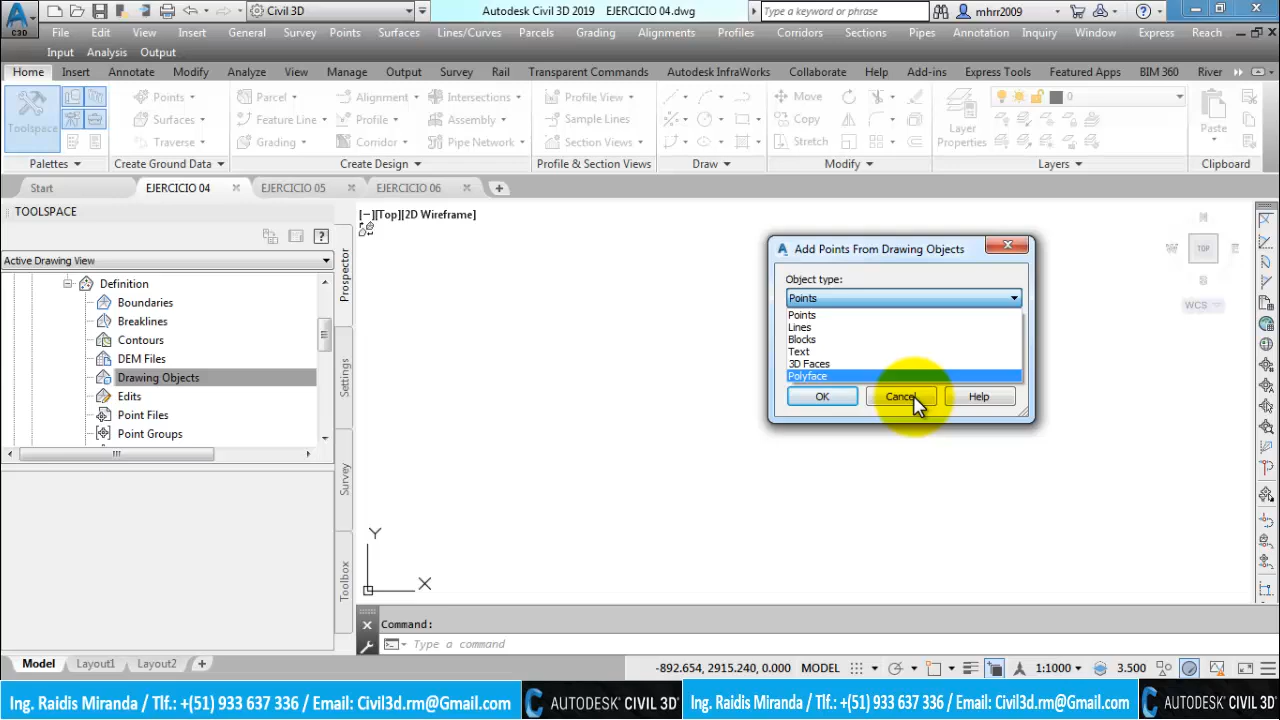 Civil 3D
Autodesk Civil 3D 2019 EJERCICIO 04.dwg
Type a keyword or phrase
mhrr2009
C3D
File Edit View Insert General Survey Points Surfaces Lines/Curves Parcels Grading Alignments Profiles Corridors Sections Pipes Annotation Inquiry Window Express Reach
Input Analysis Output
Home Insert Annotate Modify Analyze View Manage Output Survey Rail Transparent Commands Autodesk InfraWorks Collaborate Help Add-ins Express Tools Featured Apps BIM 360 River
Toolspace
Points Parcel Alignment Intersections Profile View Move 0
Surfaces Feature Line Profile Assembly Sample Lines Copy
Traverse Grading Corridor Pipe Network Section Views Stretch
Layer Properties
Paste
Palettes Create Ground Data Create Design Profile & Section Views Draw Modify Layers Clipboard
Start EJERCICIO 04 EJERCICIO 05 EJERCICIO 06
TOOLSPACE
[−][Top][2D Wireframe]
Active Drawing View
Definition
Boundaries
Breaklines
Contours
DEM Files
Drawing Objects
Edits
Point Files
Point Groups
Prospector
Settings
Survey
Toolbox
Add Points From Drawing Objects
Object type:
Points
Points
Lines
Blocks
Text
3D Faces
Polyface
OK Cancel Help
TOP
WCS
Y
X
Command:
Type a command
Model Layout1 Layout2
-892.654, 2915.240, 0.000 MODEL 1:1000 3.500
Ing. Raidis Miranda / Tlf.: +(51) 933 637 336 / Email: Civil3d.rm@Gmail.com AUTODESK CIVIL 3D Ing. Raidis Miranda / Tlf.: +(51) 933 637 336 / Email: Civil3d.rm@Gmail.com AUTODESK CIVIL 3D